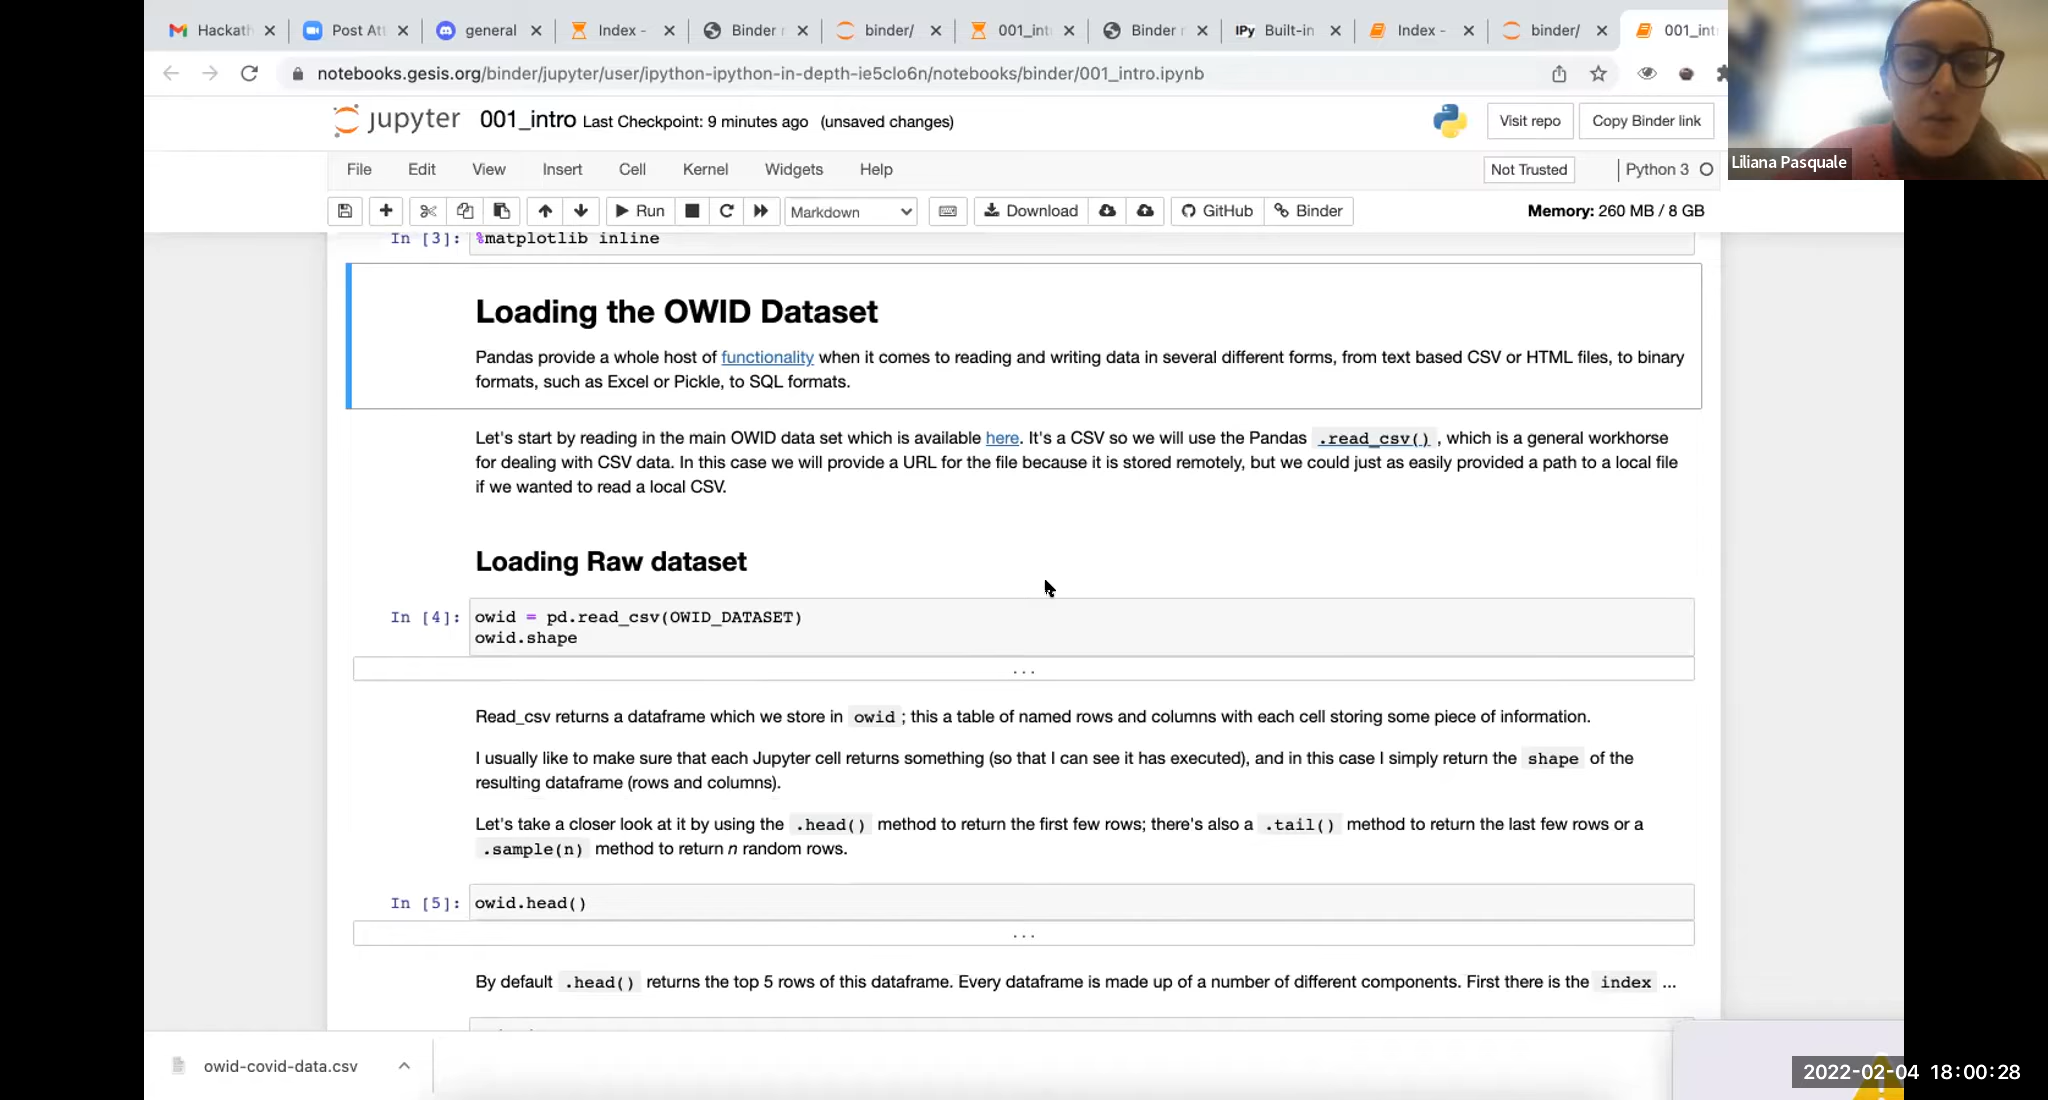 Hackath
Post Att
general
Index -
Binder r
binder/
001_int
Binder r
IPy Built-in
Index -
binder/
001_int
notebooks.gesis.org/binder/jupyter/user/ipython-ipython-in-depth-ie5clo6n/notebooks/binder/001_intro.ipynb
jupyter 001_intro Last Checkpoint: 9 minutes ago (unsaved changes)
Visit repo
Copy Binder link
Liliana Pasquale
File
Edit
View
Insert
Cell
Kernel
Widgets
Help
Not Trusted
Python 3
Run
Markdown
Download
GitHub
Binder
Memory: 260 MB / 8 GB
In [3]: %matplotlib inline
Loading the OWID Dataset
Pandas provide a whole host of functionality when it comes to reading and writing data in several different forms, from text based CSV or HTML files, to binary
formats, such as Excel or Pickle, to SQL formats.
Let's start by reading in the main OWID data set which is available here. It's a CSV so we will use the Pandas .read_csv() , which is a general workhorse
for dealing with CSV data. In this case we will provide a URL for the file because it is stored remotely, but we could just as easily provided a path to a local file
if we wanted to read a local CSV.
Loading Raw dataset
In [4]: owid = pd.read_csv(OWID_DATASET)
owid.shape
...
Read_csv returns a dataframe which we store in owid ; this a table of named rows and columns with each cell storing some piece of information.
I usually like to make sure that each Jupyter cell returns something (so that I can see it has executed), and in this case I simply return the shape of the
resulting dataframe (rows and columns).
Let's take a closer look at it by using the .head() method to return the first few rows; there's also a .tail() method to return the last few rows or a
.sample(n) method to return n random rows.
In [5]: owid.head()
...
By default .head() returns the top 5 rows of this dataframe. Every dataframe is made up of a number of different components. First there is the index ...
owid-covid-data.csv
2022-02-04 18:00:28